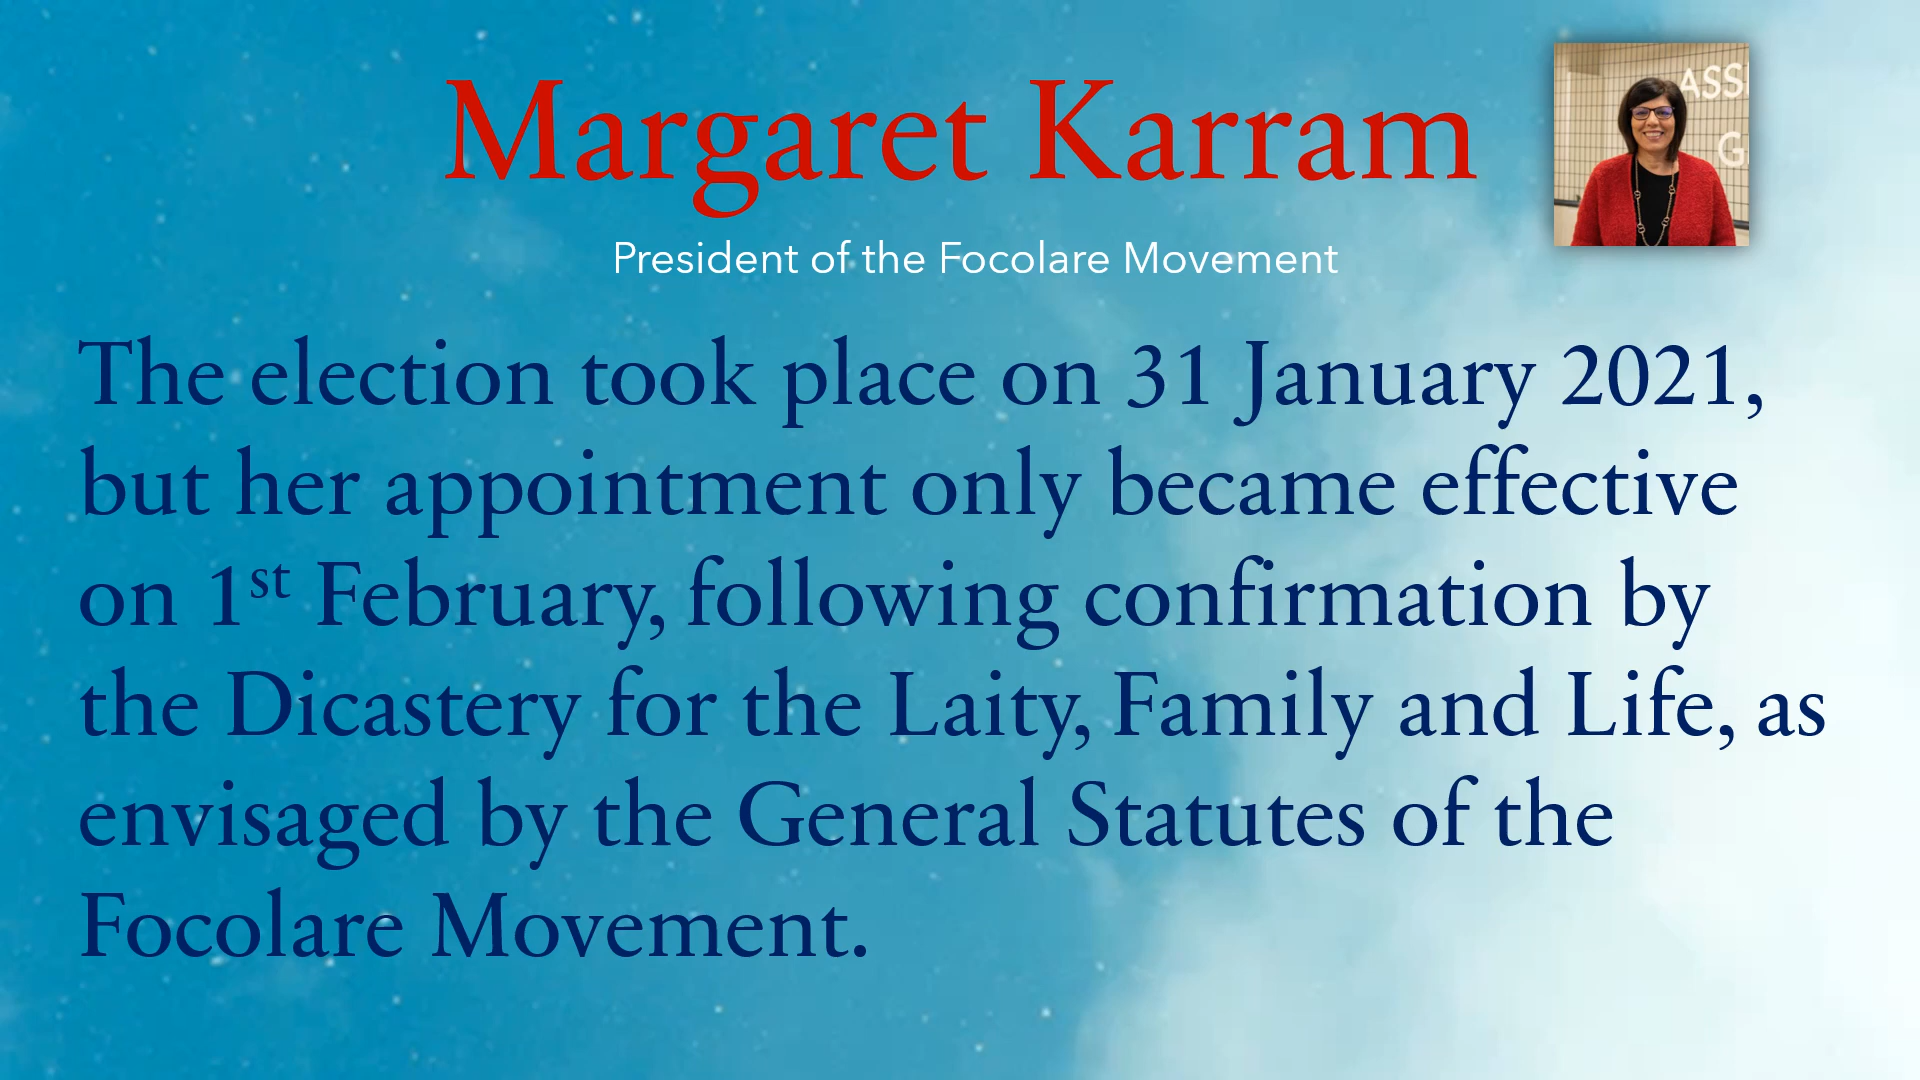 Margaret Karram
ASS
G
President of the Focolare Movement
The election took place on 31 January 2021,
but her appointment only became effective
on 1st February, following confirmation by
the Dicastery for the Laity, Family and Life, as
envisaged by the General Statutes of the
Focolare Movement.